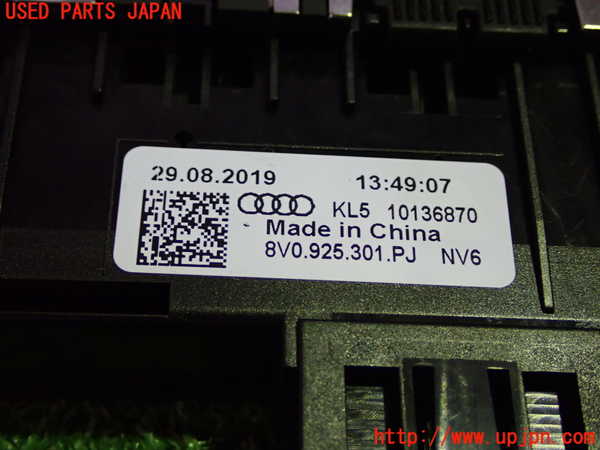 USED PARTS JAPAN
29.08.2019 13:49:07
KL5 10136870
Made in China
8V0.925.301.PJ NV6
http://www.upjpn.com/